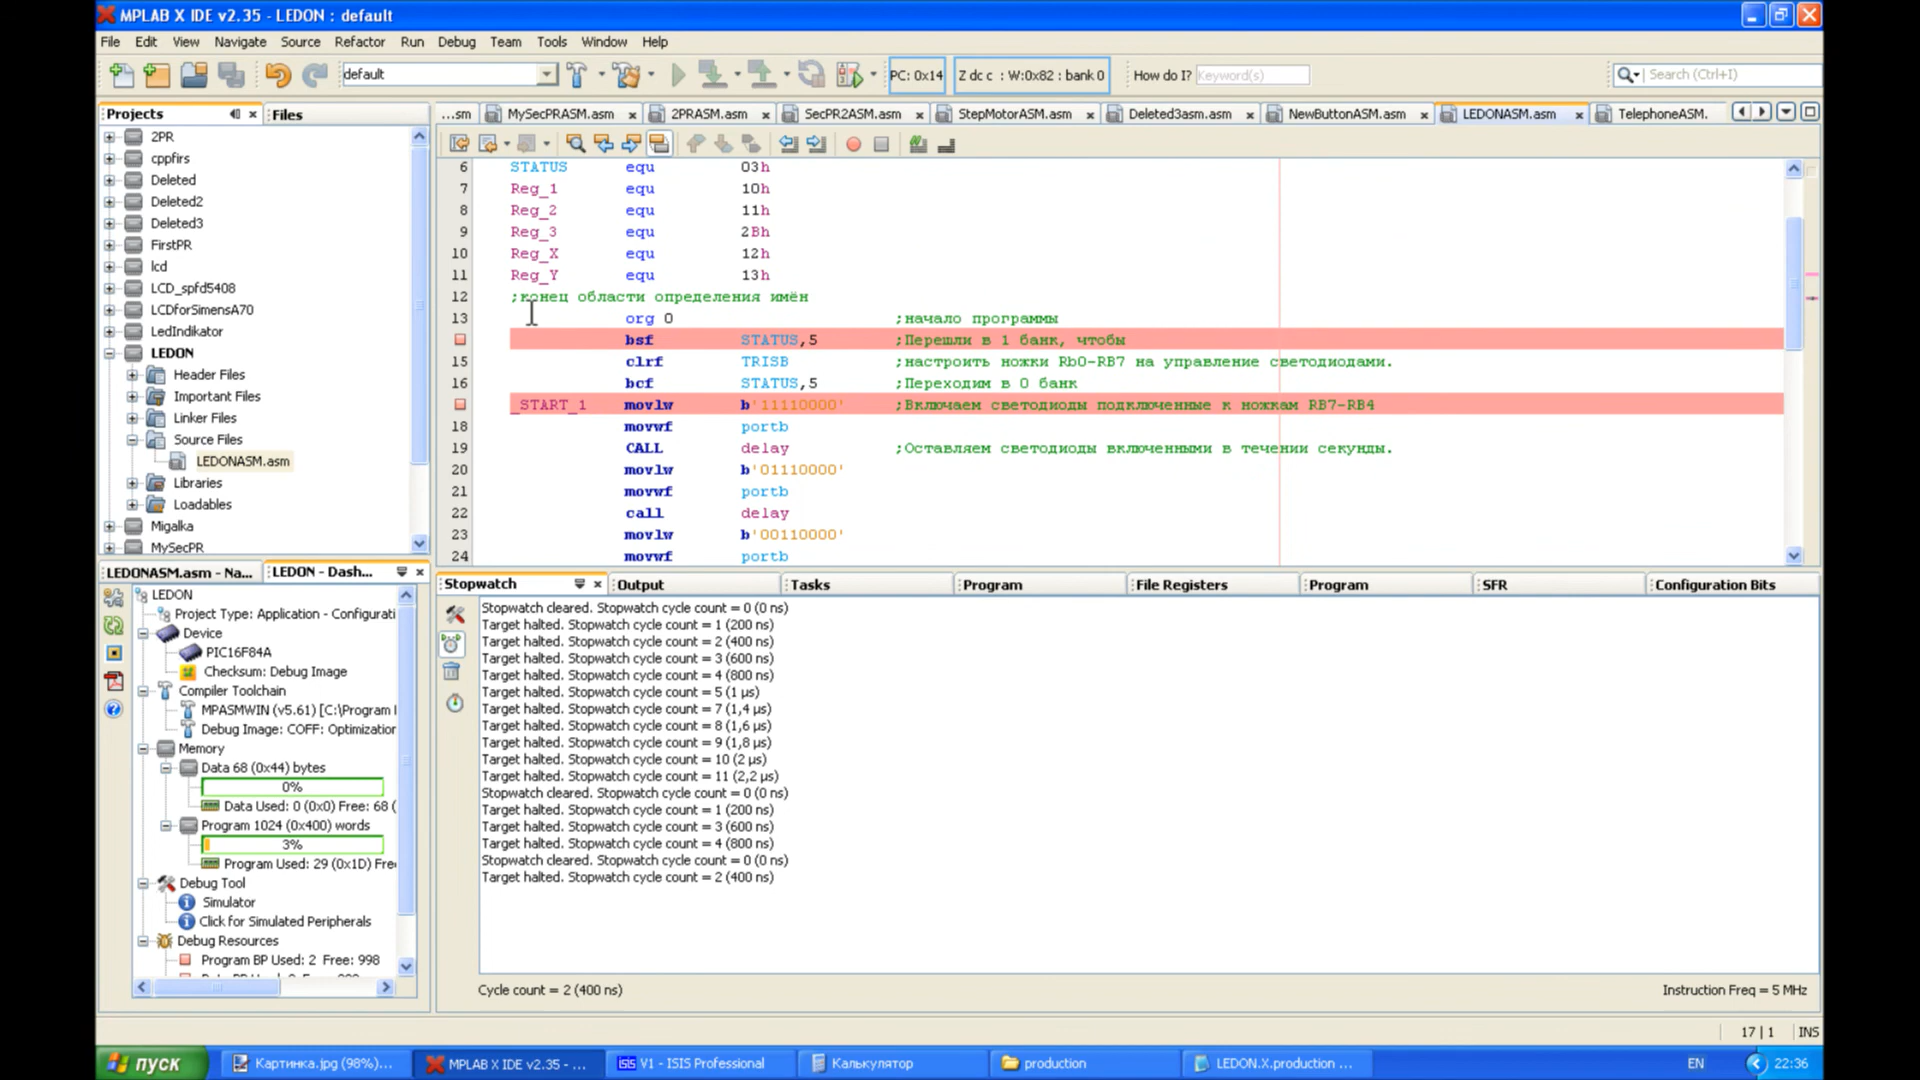 MPLAB X IDE v2.35 - LEDON : default
File Edit View Navigate Source Refactor Run Debug Team Tools Window Help
default
PC: 0x14
Z dc c : W:0x82 : bank 0
How do I? Keyword(s)
Search (Ctrl+I)
Projects
Files
2PR
cppfirs
Deleted
Deleted2
Deleted3
FirstPR
lcd
LCD_spfd5408
LCDforSimensA70
LedIndikator
LEDON
Header Files
Important Files
Linker Files
Source Files
LEDONASM.asm
Libraries
Loadables
Migalka
MySecPR
...sm MySecPRASM.asm 2PRASM.asm SecPR2ASM.asm StepMotorASM.asm Deleted3asm.asm NewButtonASM.asm LEDONASM.asm TelephoneASM.
6 STATUS equ 03h
7 Reg_1 equ 10h
8 Reg_2 equ 11h
9 Reg_3 equ 2Bh
10 Reg_X equ 12h
11 Reg_Y equ 13h
12 ;конец области определения имён
13 org 0 ;начало программы
bsf STATUS,5 ;Перешли в 1 банк, чтобы
15 clrf TRISB ;настроить ножки Rb0-RB7 на управление светодиодами.
16 bcf STATUS,5 ;Переходим в 0 банк
_START_1 movlw b'11110000' ;Включаем светодиоды подключенные к ножкам RB7-RB4
18 movwf portb
19 CALL delay ;Оставляем светодиоды включенными в течении секунды.
20 movlw b'01110000'
21 movwf portb
22 call delay
23 movlw b'00110000'
24 movwf portb
LEDONASM.asm - Na...
LEDON - Dash...
LEDON
Project Type: Application - Configurati
Device
PIC16F84A
Checksum: Debug Image
Compiler Toolchain
MPASMWIN (v5.61) [C:\Program
Debug Image: COFF: Optimization
Memory
Data 68 (0x44) bytes
0%
Data Used: 0 (0x0) Free: 68 (
Program 1024 (0x400) words
3%
Program Used: 29 (0x1D) Fre
Debug Tool
Simulator
Click for Simulated Peripherals
Debug Resources
Program BP Used: 2 Free: 998
Stopwatch Output Tasks Program File Registers Program SFR Configuration Bits
Stopwatch cleared. Stopwatch cycle count = 0 (0 ns)
Target halted. Stopwatch cycle count = 1 (200 ns)
Target halted. Stopwatch cycle count = 2 (400 ns)
Target halted. Stopwatch cycle count = 3 (600 ns)
Target halted. Stopwatch cycle count = 4 (800 ns)
Target halted. Stopwatch cycle count = 5 (1 µs)
Target halted. Stopwatch cycle count = 7 (1,4 µs)
Target halted. Stopwatch cycle count = 8 (1,6 µs)
Target halted. Stopwatch cycle count = 9 (1,8 µs)
Target halted. Stopwatch cycle count = 10 (2 µs)
Target halted. Stopwatch cycle count = 11 (2,2 µs)
Stopwatch cleared. Stopwatch cycle count = 0 (0 ns)
Target halted. Stopwatch cycle count = 1 (200 ns)
Target halted. Stopwatch cycle count = 3 (600 ns)
Target halted. Stopwatch cycle count = 4 (800 ns)
Stopwatch cleared. Stopwatch cycle count = 0 (0 ns)
Target halted. Stopwatch cycle count = 2 (400 ns)
Cycle count = 2 (400 ns)
Instruction Freq = 5 MHz
17 | 1 INS
пуск
Картинка.jpg (98%)...
MPLAB X IDE v2.35 - ...
V1 - ISIS Professional
Калькулятор
production
LEDON.X.production ...
EN
22:36